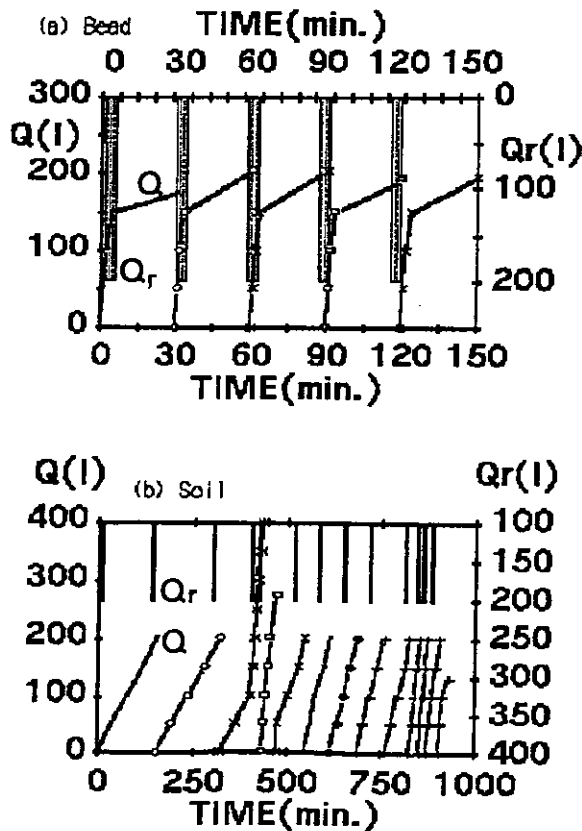 (a) Bead TIME(min.)
0 30 60 90 120 150
300 0
Q(l) Qr(l)
200
Q 100
100
Qr 200
0
0 30 60 90 120 150
TIME(min.)
Q(l) (b) Soil Qr(l)
400 100
150
300
Qr 200
200 Q 250
300
100
350
0 400
0 250 500 750 1000
TIME(min.)